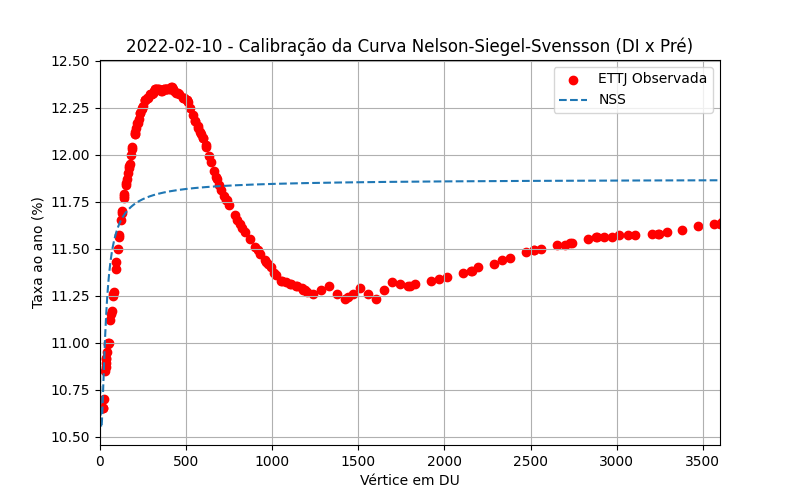 2022-02-10 - Calibração da Curva Nelson-Siegel-Svensson (DI x Pré)
12.50
12.25
12.00
11.75
11.50
11.25
11.00
10.75
10.50
Taxa ao ano (%)
ETTJ Observada
NSS
0 500 1000 1500 2000 2500 3000 3500
Vértice em DU